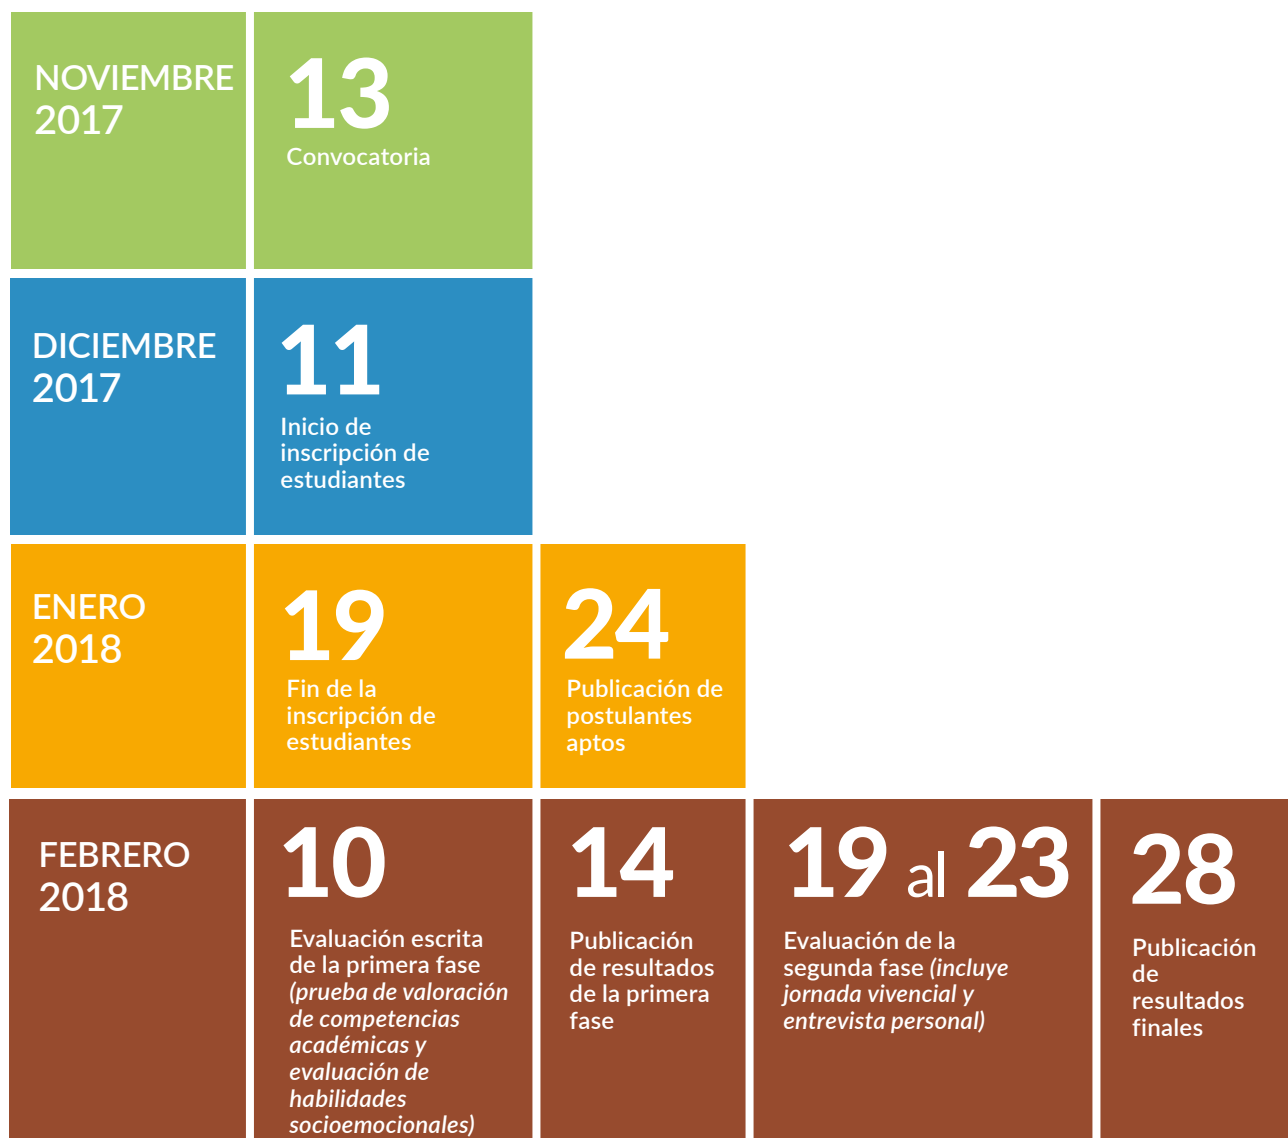 NOVIEMBRE
2017
13
Convocatoria
DICIEMBRE
2017
11
Inicio de
inscripción de
estudiantes
ENERO
2018
19
Fin de la
inscripción de
estudiantes
24
Publicación de
postulantes
aptos
FEBRERO
2018
10
Evaluación escrita
de la primera fase
(prueba de valoración
de competencias
académicas y
evaluación de
habilidades
socioemocionales)
14
Publicación
de resultados
de la primera
fase
19 al 23
Evaluación de la
segunda fase (incluye
jornada vivencial y
entrevista personal)
28
Publicación
de
resultados
finales